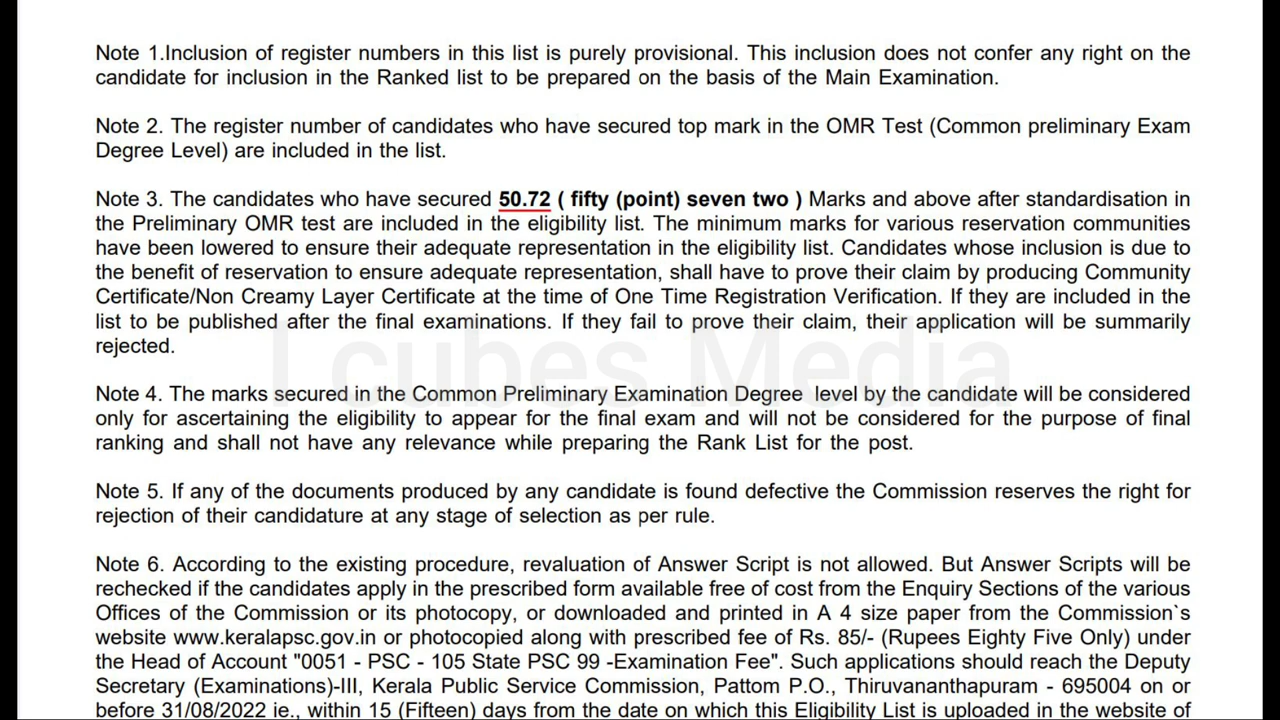 Note 1.Inclusion of register numbers in this list is purely provisional. This inclusion does not confer any right on the
candidate for inclusion in the Ranked list to be prepared on the basis of the Main Examination.
Note 2. The register number of candidates who have secured top mark in the OMR Test (Common preliminary Exam
Degree Level) are included in the list.
Note 3. The candidates who have secured 50.72 ( fifty (point) seven two ) Marks and above after standardisation in
the Preliminary OMR test are included in the eligibility list. The minimum marks for various reservation communities
have been lowered to ensure their adequate representation in the eligibility list. Candidates whose inclusion is due to
the benefit of reservation to ensure adequate representation, shall have to prove their claim by producing Community
Certificate/Non Creamy Layer Certificate at the time of One Time Registration Verification. If they are included in the
list to be published after the final examinations. If they fail to prove their claim, their application will be summarily
rejected.
I cubes Media
Note 4. The marks secured in the Common Preliminary Examination Degree level by the candidate will be considered
only for ascertaining the eligibility to appear for the final exam and will not be considered for the purpose of final
ranking and shall not have any relevance while preparing the Rank List for the post.
Note 5. If any of the documents produced by any candidate is found defective the Commission reserves the right for
rejection of their candidature at any stage of selection as per rule.
Note 6. According to the existing procedure, revaluation of Answer Script is not allowed. But Answer Scripts will be
rechecked if the candidates apply in the prescribed form available free of cost from the Enquiry Sections of the various
Offices of the Commission or its photocopy, or downloaded and printed in A 4 size paper from the Commission`s
website www.keralapsc.gov.in or photocopied along with prescribed fee of Rs. 85/- (Rupees Eighty Five Only) under
the Head of Account "0051 - PSC - 105 State PSC 99 -Examination Fee". Such applications should reach the Deputy
Secretary (Examinations)-III, Kerala Public Service Commission, Pattom P.O., Thiruvananthapuram - 695004 on or
before 31/08/2022 ie., within 15 (Fifteen) days from the date on which this Eligibility List is uploaded in the website of